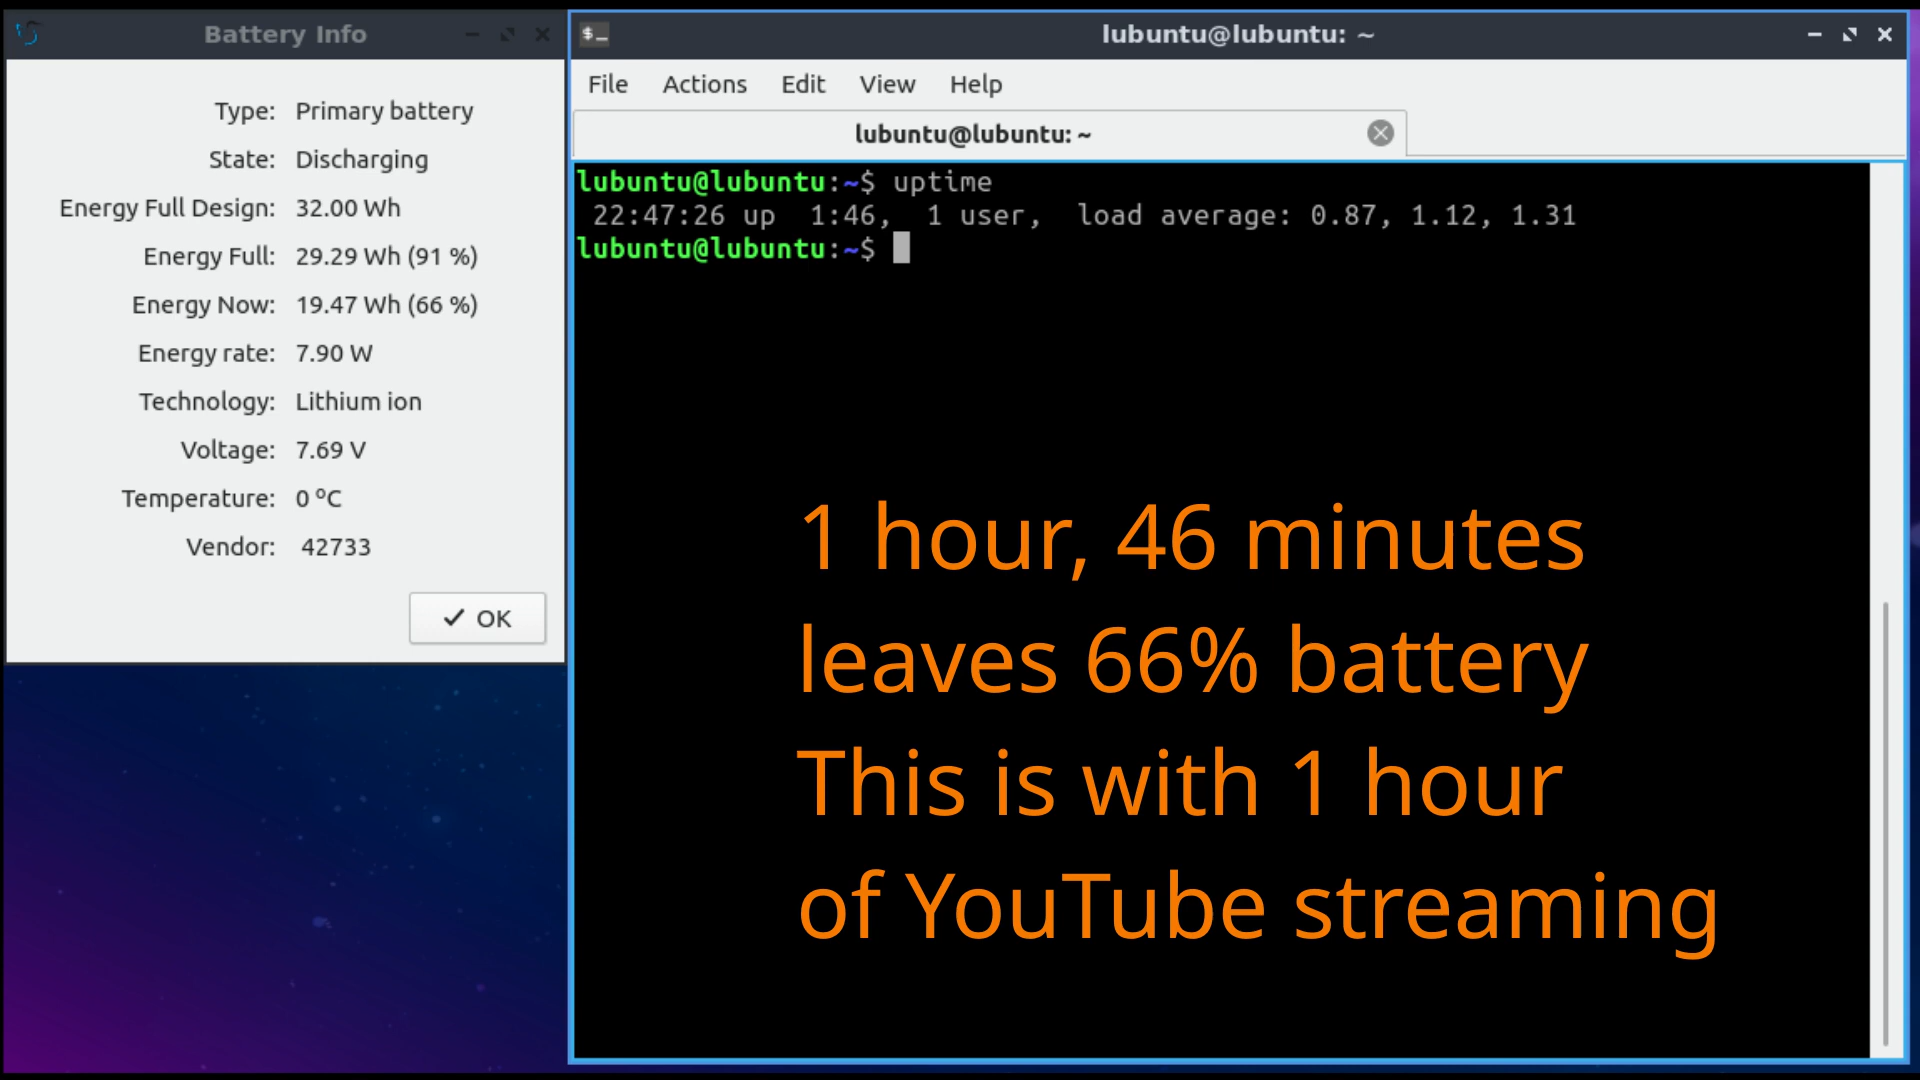 Battery Info
Type: Primary battery
State: Discharging
Energy Full Design: 32.00 Wh
Energy Full: 29.29 Wh (91 %)
Energy Now: 19.47 Wh (66 %)
Energy rate: 7.90 W
Technology: Lithium ion
Voltage: 7.69 V
Temperature: 0 ºC
Vendor: 42733
OK
$_ lubuntu@lubuntu: ~
File Actions Edit View Help
lubuntu@lubuntu: ~
lubuntu@lubuntu:~$ uptime
22:47:26 up  1:46,  1 user,  load average: 0.87, 1.12, 1.31
lubuntu@lubuntu:~$
1 hour, 46 minutes
leaves 66% battery
This is with 1 hour
of YouTube streaming